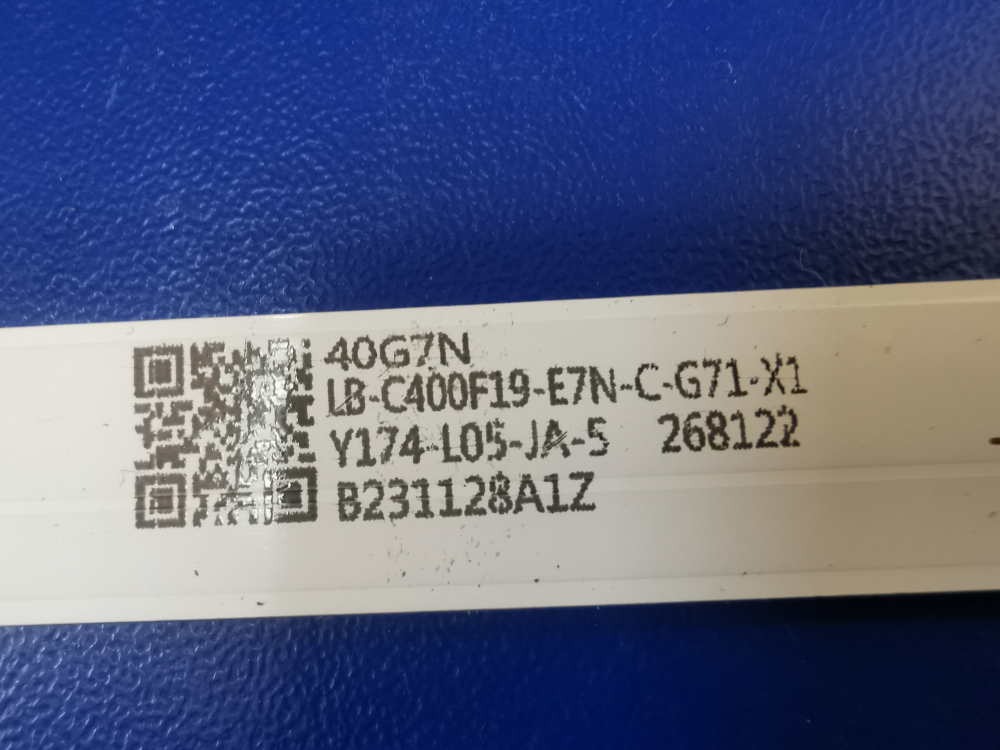 40G7N
LB-C400F19-E7N-C-G71-X1
Y174-L05-JA-5 268122
B231128A1Z